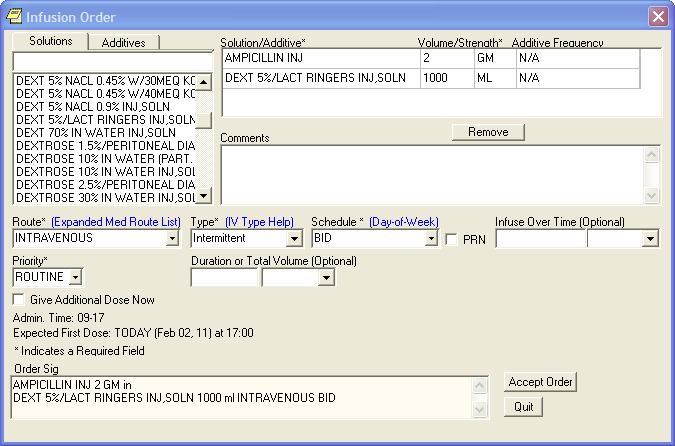 Infusion Order
Solutions Additives
DEXT 5% NACL 0.45% W/30MEQ KC
DEXT 5% NACL 0.45% W/40MEQ KC
DEXT 5% NACL 0.9% INJ,SOLN
DEXT 5%/LACT RINGERS INJ,SOLN
DEXT 70% IN WATER INJ,SOLN
DEXTROSE 1.5%/PERITONEAL DIA
DEXTROSE 10% IN WATER (PART.
DEXTROSE 10% IN WATER INJ,SOL
DEXTROSE 2.5%/PERITONEAL DIA
DEXTROSE 30% IN WATER INJ,SOL
Solution/Additive* Volume/Strength* Additive Frequency
AMPICILLIN INJ 2 GM N/A
DEXT 5%/LACT RINGERS INJ,SOLN 1000 ML N/A
Comments
Remove
Route* (Expanded Med Route List) Type* (IV Type Help) Schedule * (Day-of-Week) Infuse Over Time (Optional)
INTRAVENOUS Intermittent BID PRN
Priority* Duration or Total Volume (Optional)
ROUTINE
Give Additional Dose Now
Admin. Time: 09-17
Expected First Dose: TODAY (Feb 02, 11) at 17:00
* Indicates a Required Field
Order Sig
AMPICILLIN INJ 2 GM in
DEXT 5%/LACT RINGERS INJ,SOLN 1000 ml INTRAVENOUS BID
Accept Order
Quit